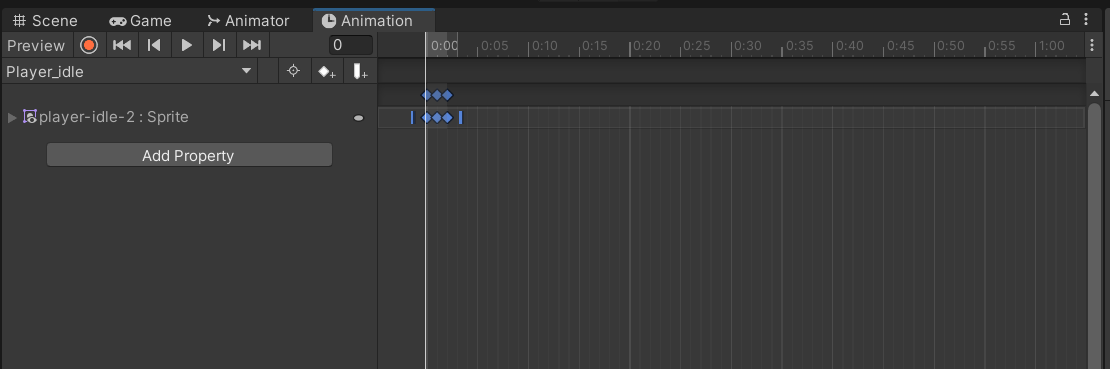 Scene Game Animator Animation
Preview 0 0:00 0:05 0:10 0:15 0:20 0:25 0:30 0:35 0:40 0:45 0:50 0:55 1:00
Player_idle
player-idle-2 : Sprite
Add Property